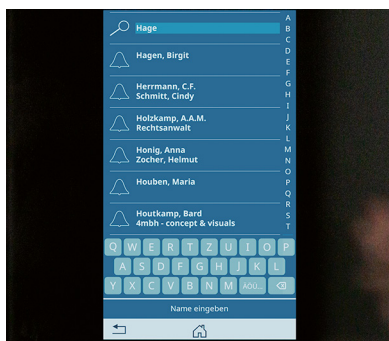 Hage
Hagen, Birgit
Herrmann, C.F.
Schmitt, Cindy
Holzkamp, A.A.M.
Rechtsanwalt
Honig, Anna
Zocher, Helmut
Houben, Maria
Houtkamp, Bard
4mbh - concept & visuals
A
B
C
D
E
F
G
H
I
J
K
L
M
N
O
P
Q
R
S
T
Q W E R T Z U I O P
A S D F G H J K L
Y X C V B N M ÄÖÜ...
Name eingeben